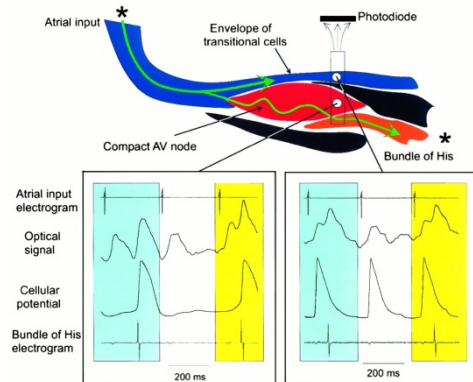 Atrial input
*
Envelope of
transitional cells
Photodiode
Compact AV node
*
Bundle of His
Atrial input
electrogram
Optical
signal
Cellular
potential
Bundle of His
electrogram
200 ms
200 ms